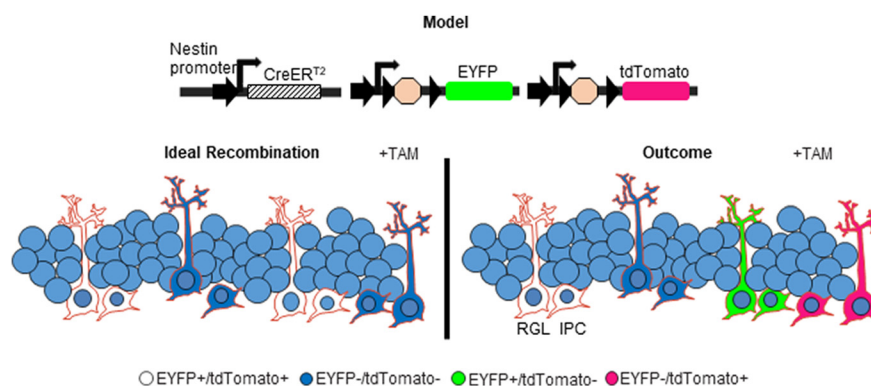 Model
Nestin
promoter
CreERT2
EYFP
tdTomato
Ideal Recombination
+TAM
Outcome
+TAM
RGL IPC
EYFP+/tdTomato+ EYFP-/tdTomato- EYFP+/tdTomato- EYFP-/tdTomato+